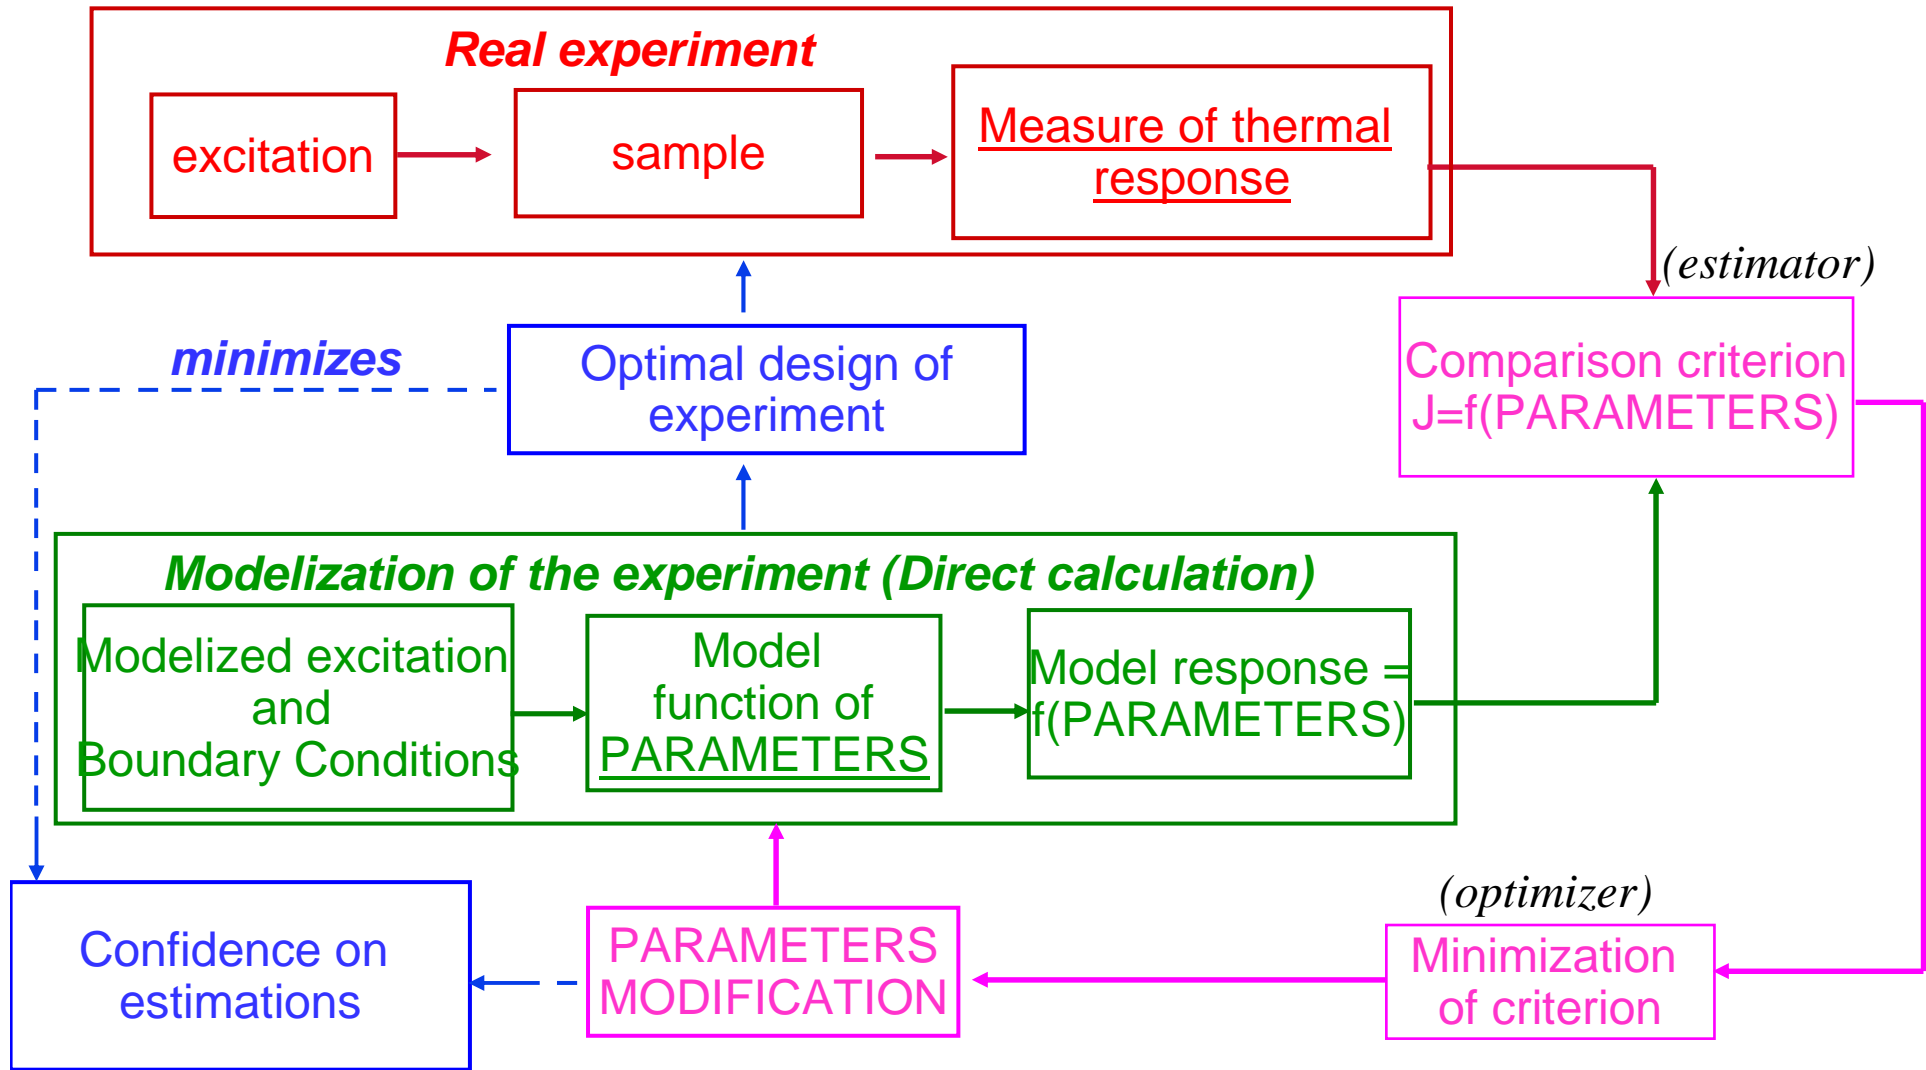 Real experiment
excitation
sample
Measure of thermal
response
(estimator)
minimizes
Optimal design of
experiment
Comparison criterion
J=f(PARAMETERS)
Modelization of the experiment (Direct calculation)
Modelized excitation
and
Boundary Conditions
Model
function of
PARAMETERS
Model response =
f(PARAMETERS)
(optimizer)
Confidence on
estimations
PARAMETERS
MODIFICATION
Minimization
of criterion